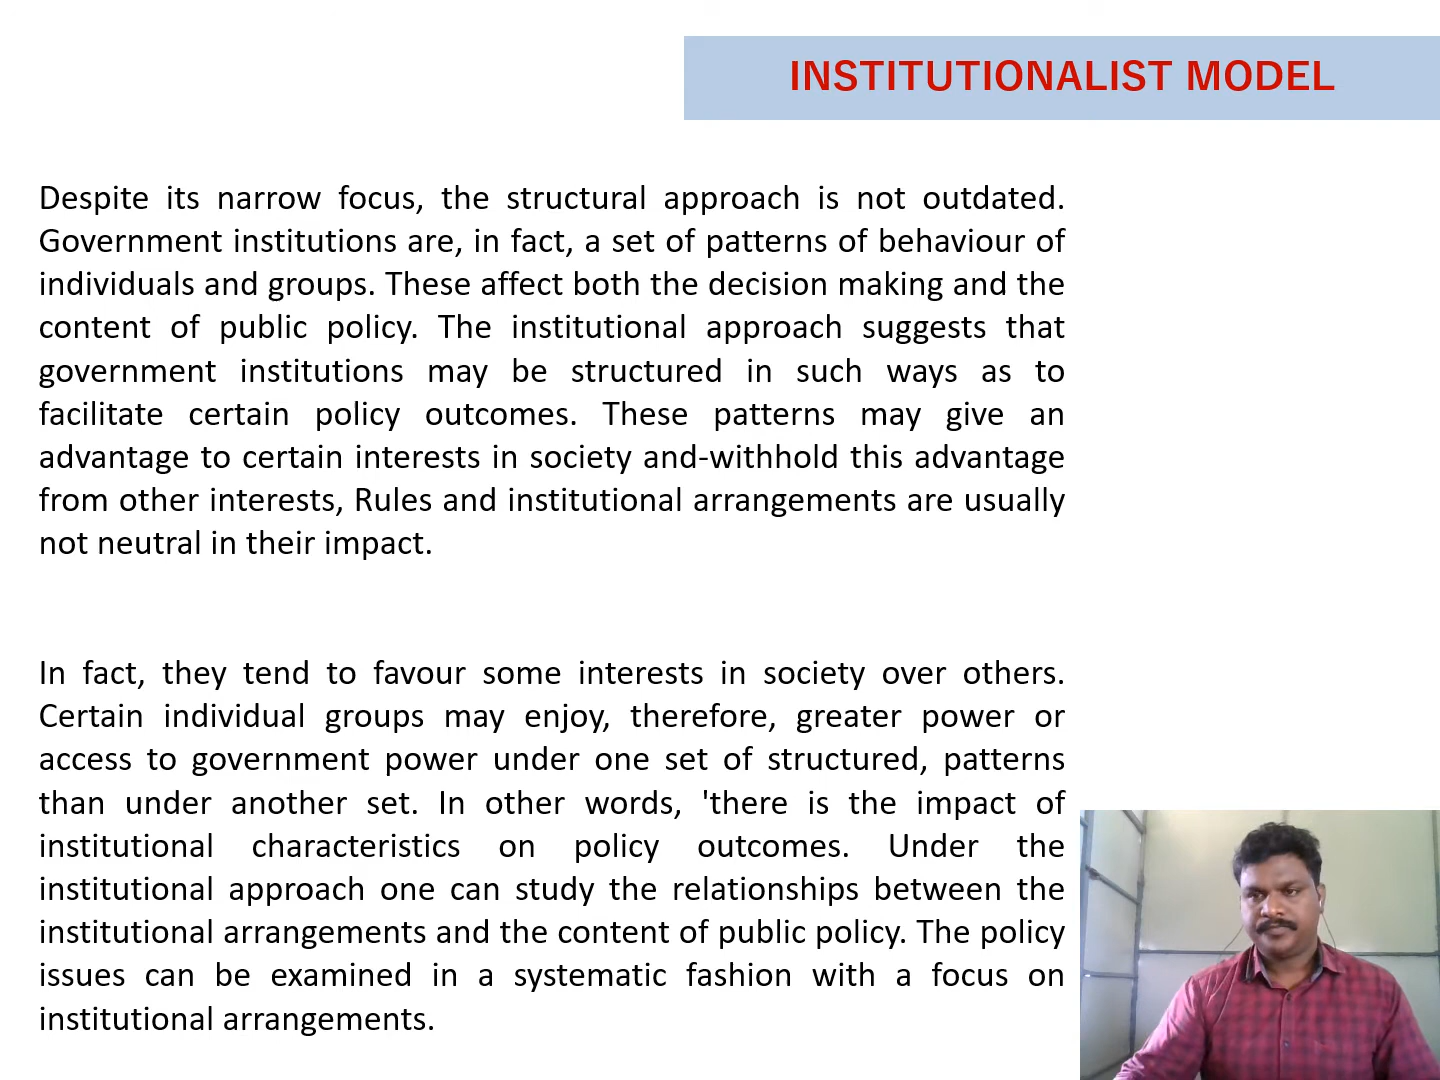 INSTITUTIONALIST MODEL
Despite its narrow focus, the structural approach is not outdated.
Government institutions are, in fact, a set of patterns of behaviour of
individuals and groups. These affect both the decision making and the
content of public policy. The institutional approach suggests that
government institutions may be structured in such ways as to
facilitate certain policy outcomes. These patterns may give an
advantage to certain interests in society and-withhold this advantage
from other interests, Rules and institutional arrangements are usually
not neutral in their impact.
In fact, they tend to favour some interests in society over others.
Certain individual groups may enjoy, therefore, greater power or
access to government power under one set of structured, patterns
than under another set. In other words, 'there is the impact of
institutional characteristics on policy outcomes. Under the
institutional approach one can study the relationships between the
institutional arrangements and the content of public policy. The policy
issues can be examined in a systematic fashion with a focus on
institutional arrangements.